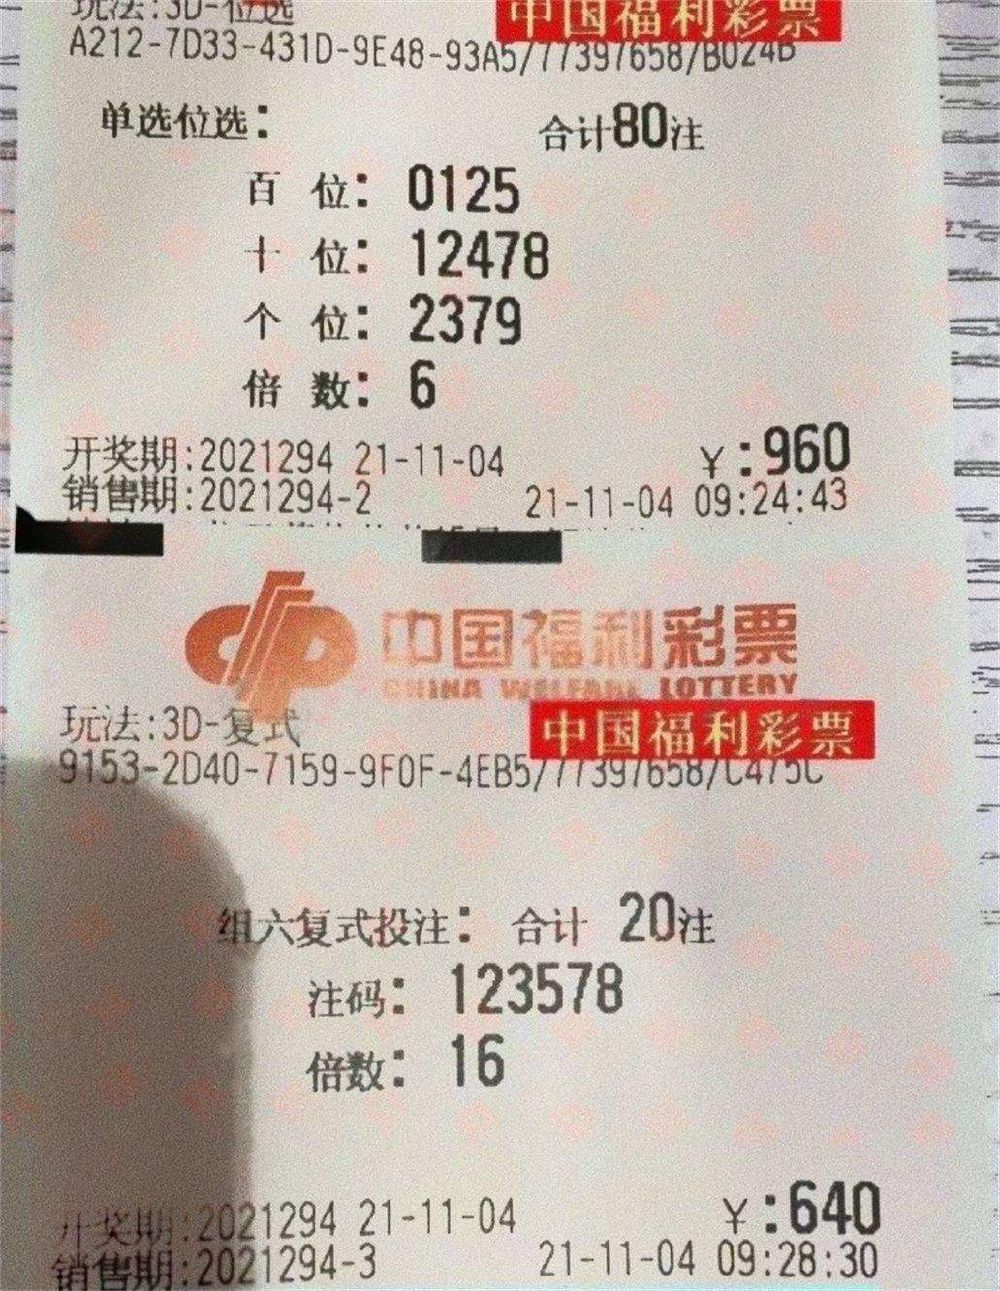 玩法:3D-位选
中国福利彩票
A212-7D33-431D-9E48-93A5/77397658/B024B
单选位选: 合计80注
百 位: 0125
十 位: 12478
个 位: 2379
倍 数: 6
开奖期:2021294 21-11-04 ¥:960
销售期:2021294-2 21-11-04 09:24:43
中国福利彩票
CHINA WELFARE LOTTERY
玩法:3D-复式
中国福利彩票
9153-2D40-7159-9F0F-4EB5/77397658/C475C
组六复式投注: 合计 20注
注码: 123578
倍数: 16
开奖期:2021294 21-11-04 ¥:640
销售期:2021294-3 21-11-04 09:28:30